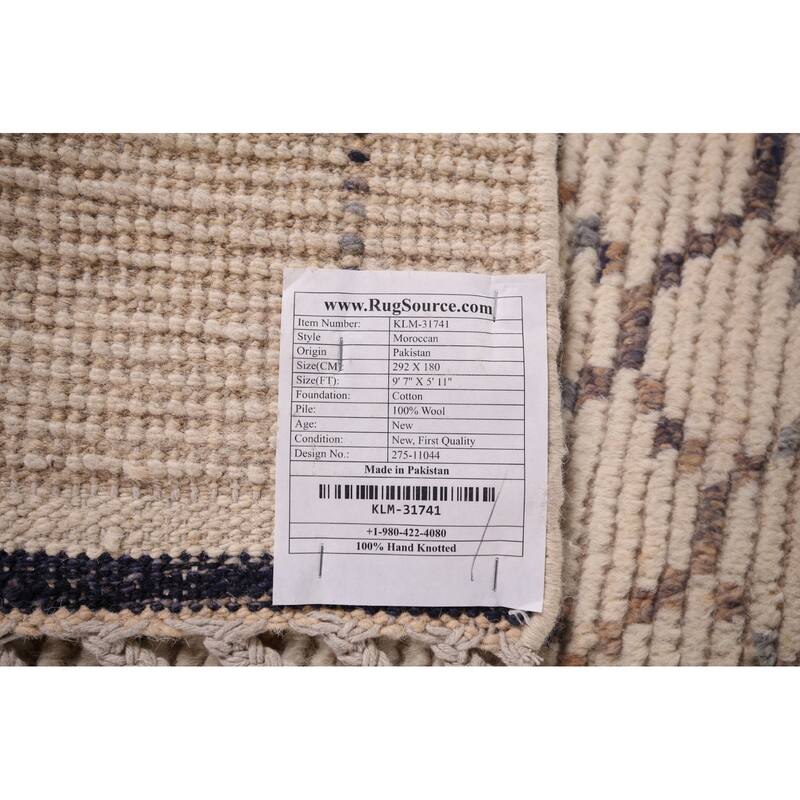 www.RugSource.com
Item Number: KLM-31741
Style Moroccan
Origin Pakistan
Size(CM): 292 X 180
Size(FT): 9' 7" X 5' 11"
Foundation: Cotton
Pile: 100% Wool
Age: New
Condition: New, First Quality
Design No.: 275-11044
Made in Pakistan
KLM-31741
+1-980-422-4080
100% Hand Knotted